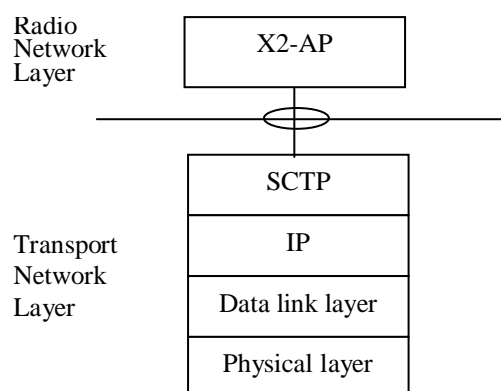 Radio
Network
Layer
X2-AP
SCTP
IP
Transport
Network
Layer
Data link layer
Physical layer